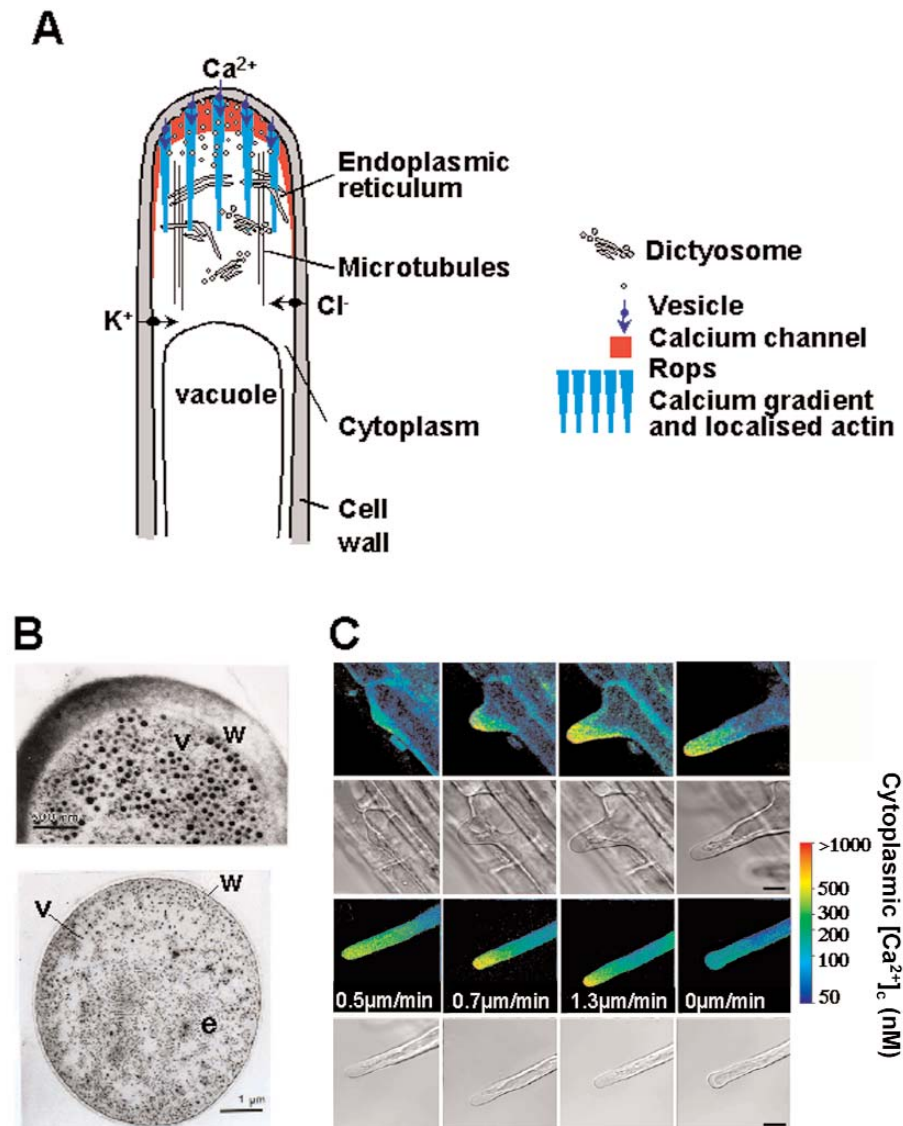 A
Ca²⁺
Endoplasmic
reticulum
Microtubules
Cl⁻
K⁺
vacuole
Cytoplasm
Cell
wall
Dictyosome
Vesicle
Calcium channel
Rops
Calcium gradient
and localised actin
B
V
W
500 nm
W
V
e
1 µm
C
0.5µm/min
0.7µm/min
1.3µm/min
0µm/min
>1000
500
300
200
100
50
Cytoplasmic [Ca²⁺]c (nM)